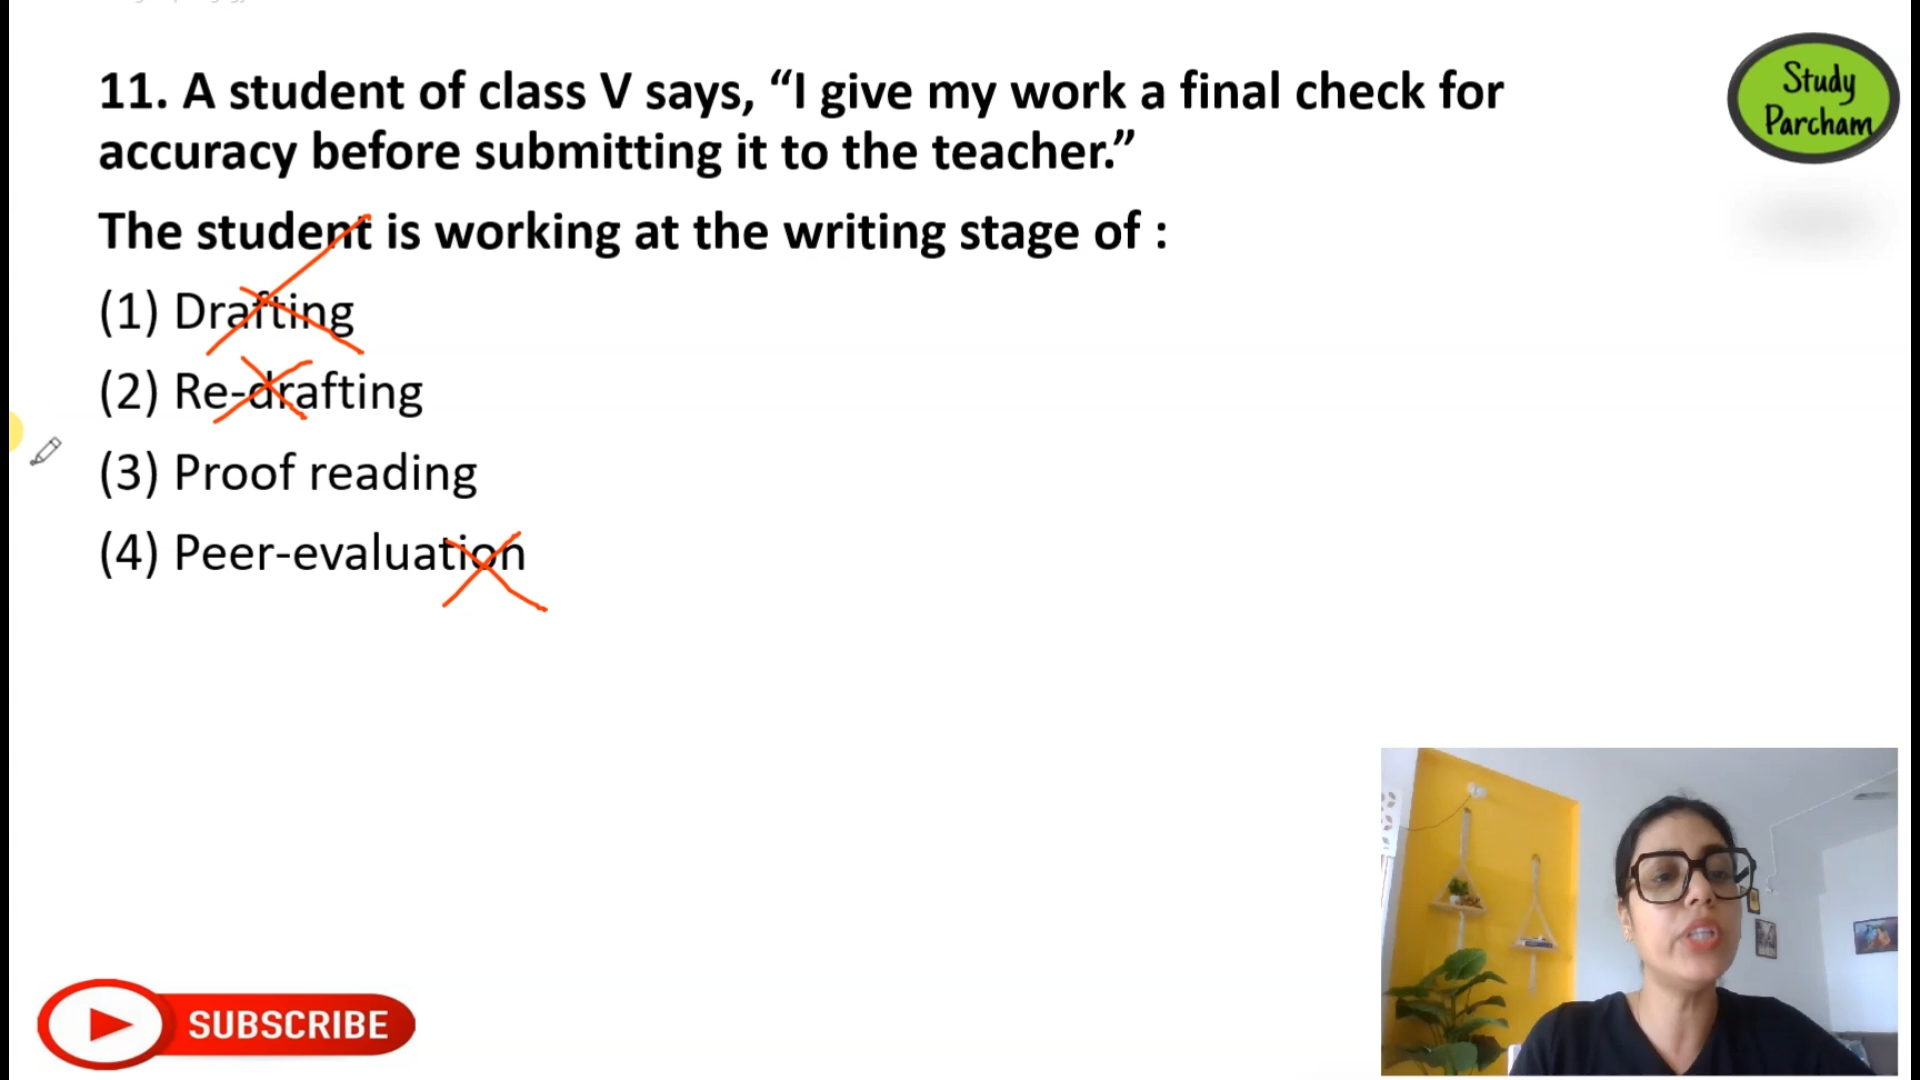 11. A student of class V says, “I give my work a final check for
accuracy before submitting it to the teacher.”
The student is working at the writing stage of :
(1) Drafting
(2) Re-drafting
(3) Proof reading
(4) Peer-evaluation
Study
Parcham
SUBSCRIBE